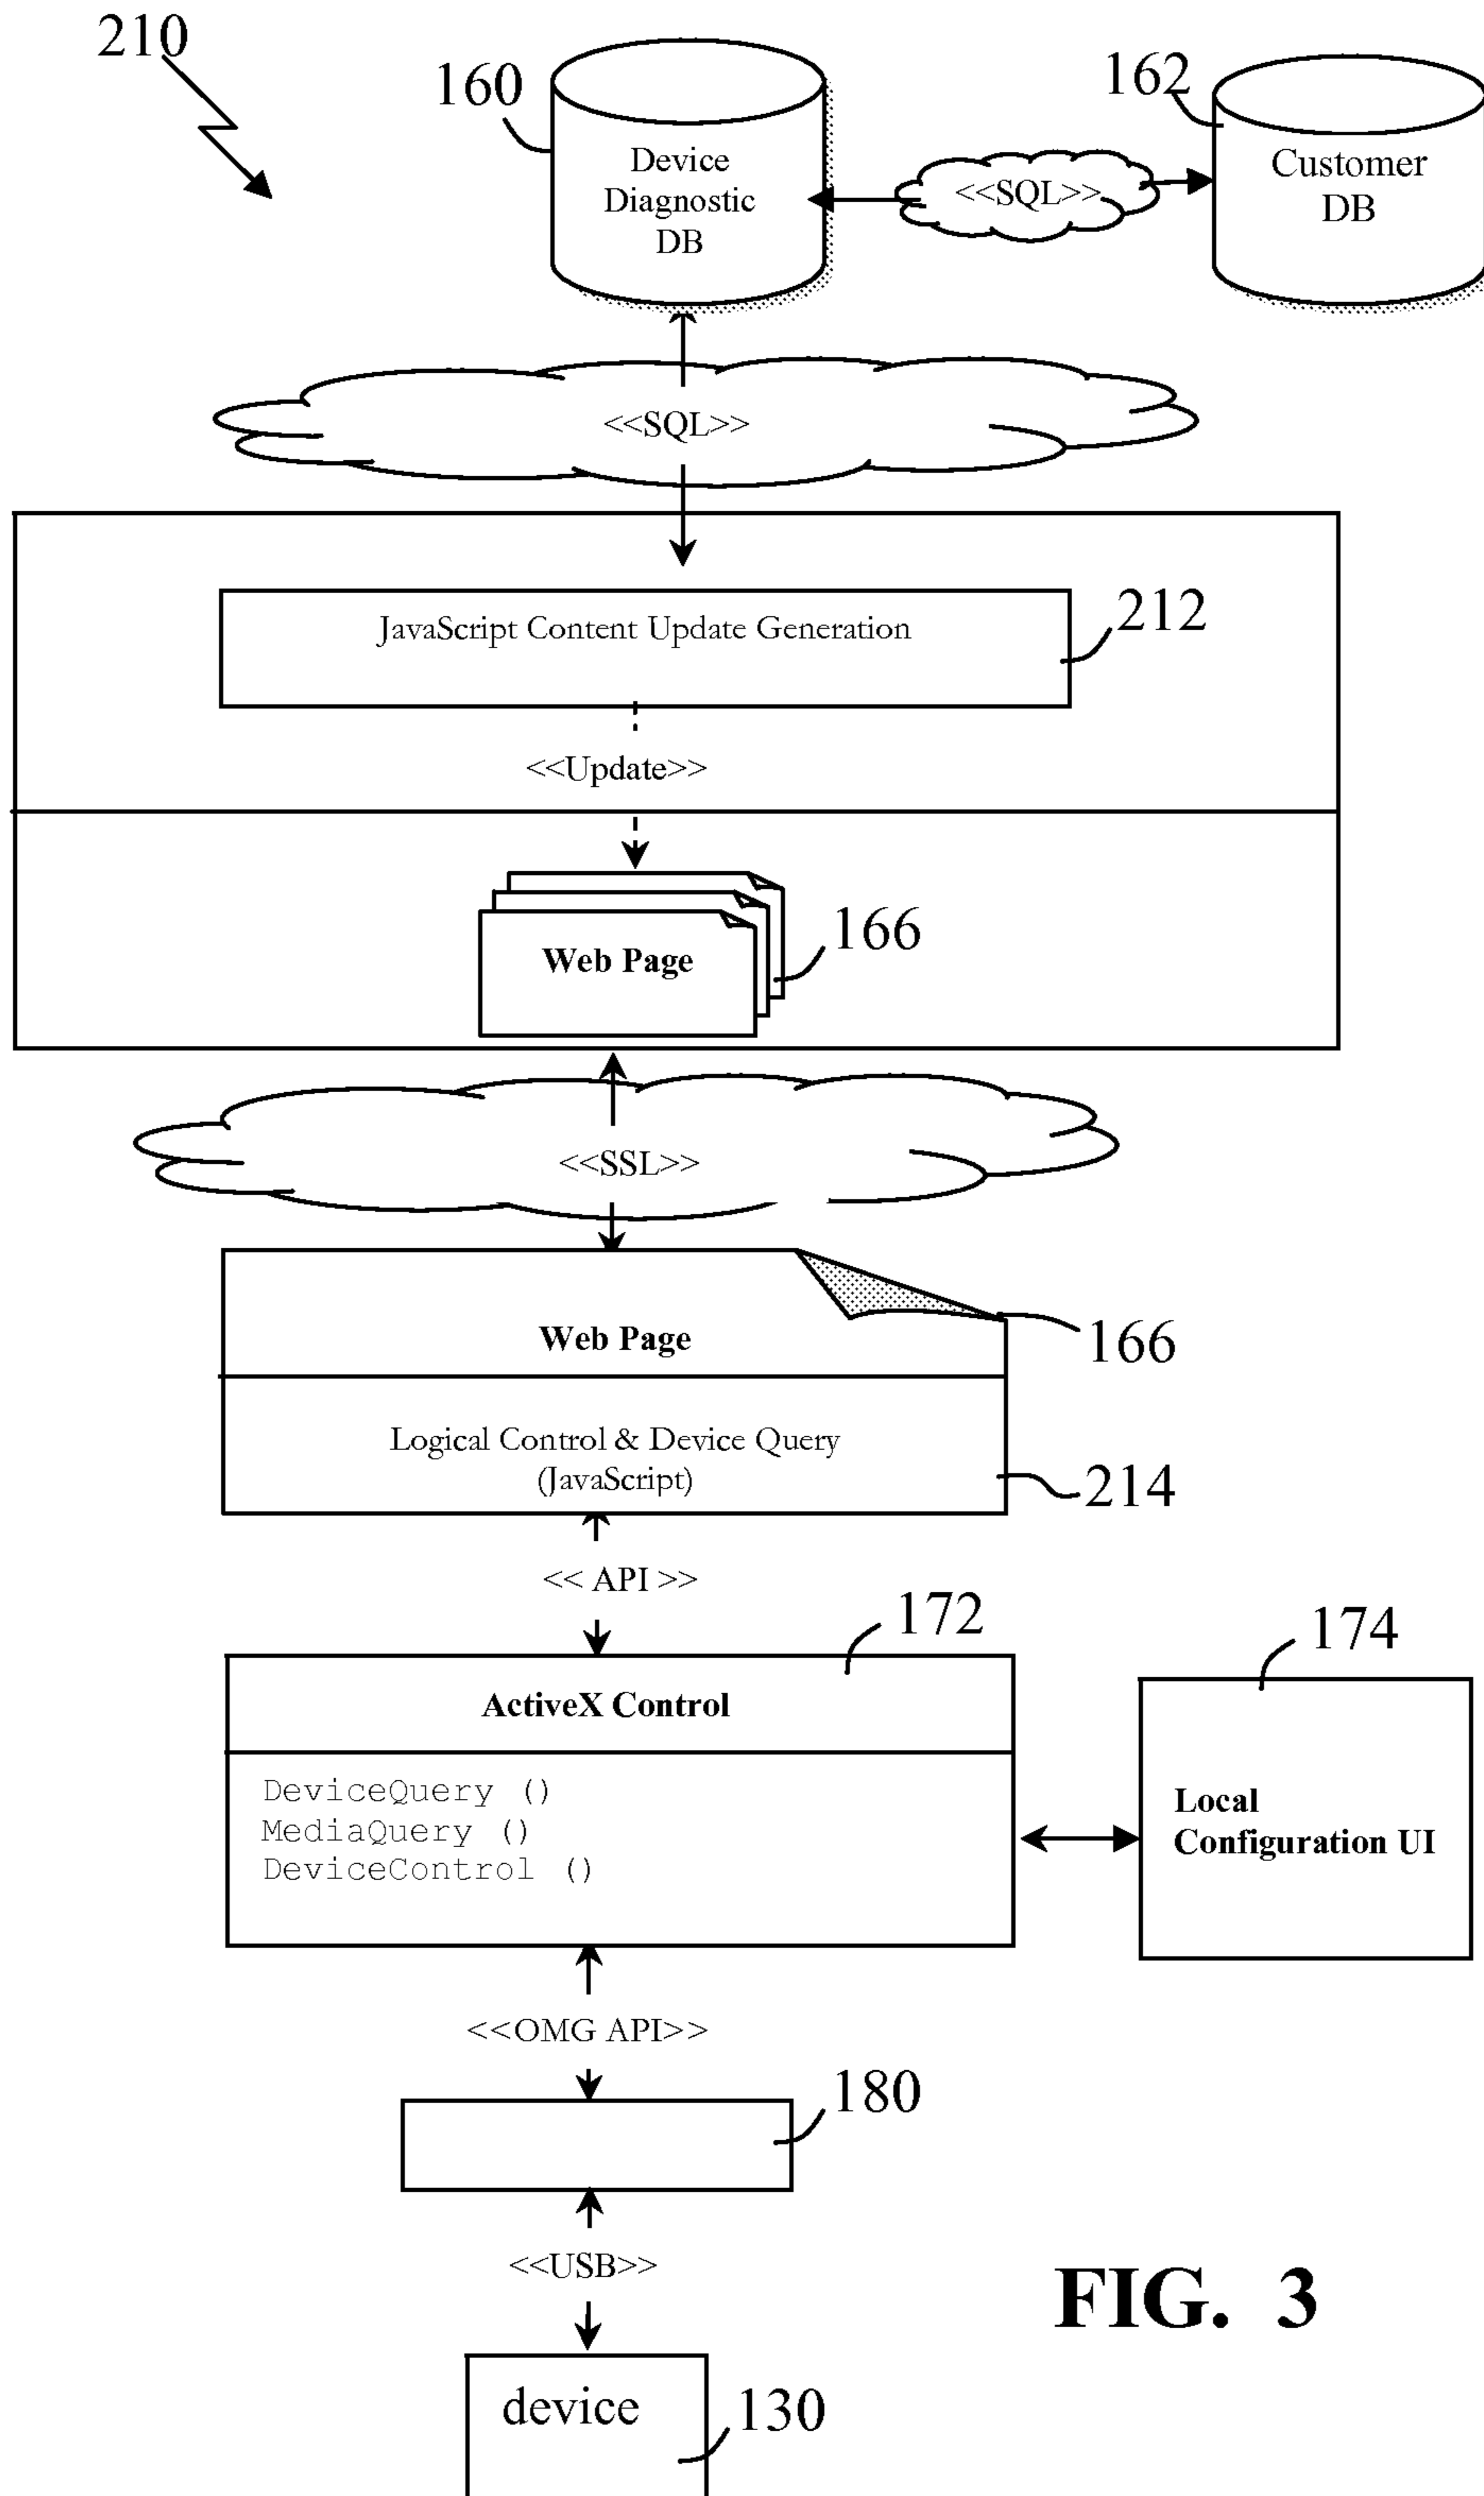 210
160
162
Device
Diagnostic
DB
<<SQL>>
Customer
DB
<<SQL>>
JavaScript Content Update Generation
212
<<Update>>
Web Page
166
<<SSL>>
Web Page
166
Logical Control & Device Query
(JavaScript)
214
<< API >>
172
174
ActiveX Control
DeviceQuery ()
MediaQuery ()
DeviceControl ()
Local
Configuration UI
<<OMG API>>
180
<<USB>>
FIG. 3
device
130